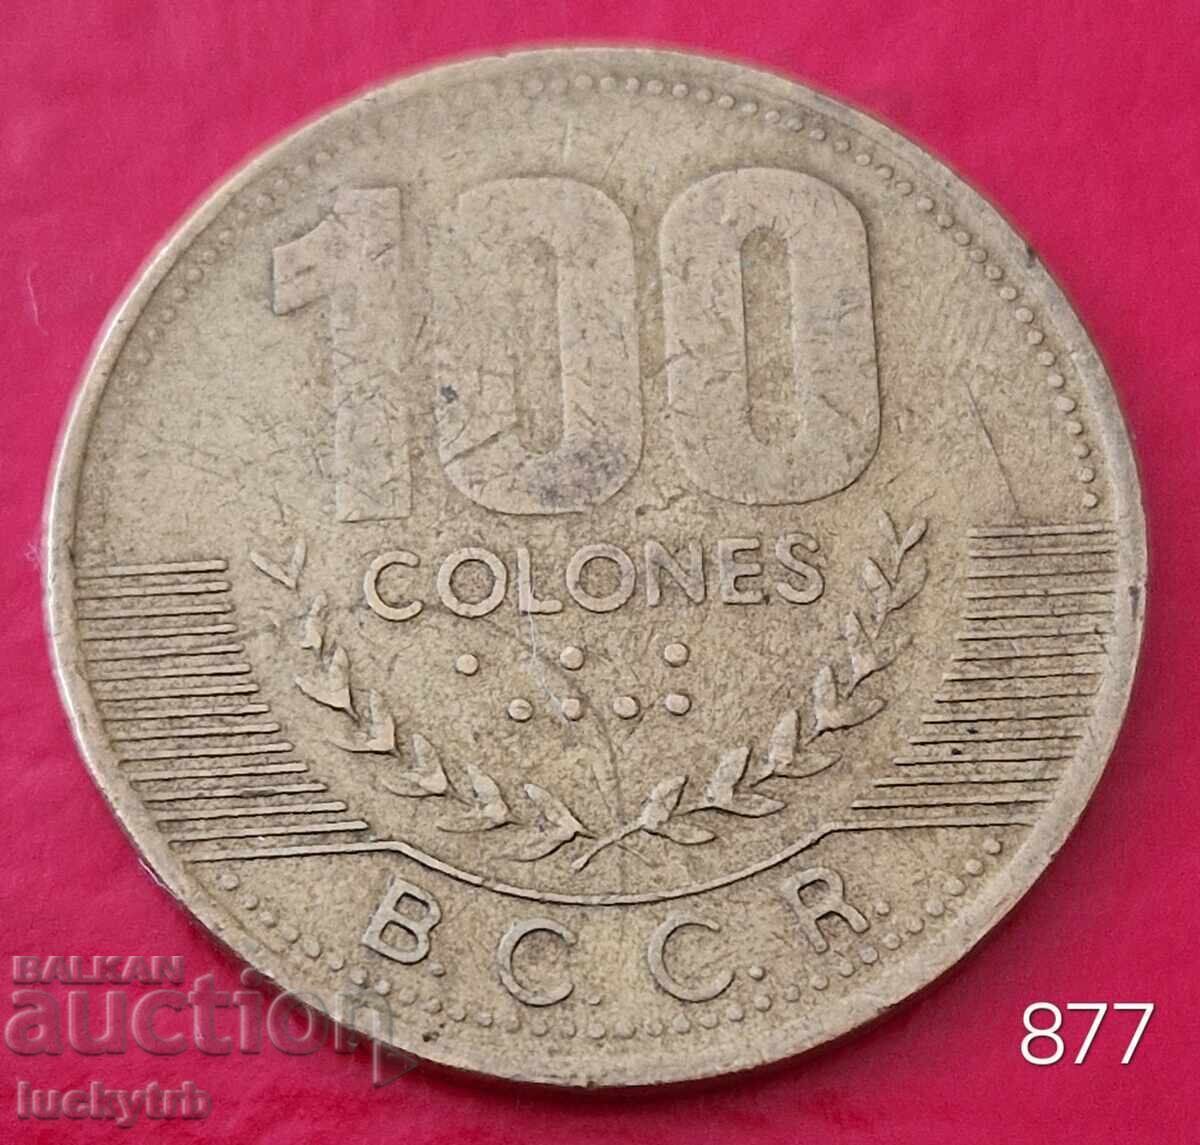 100
COLONES
B.C.C.R.
BALKAN
auction
luckytrb
877